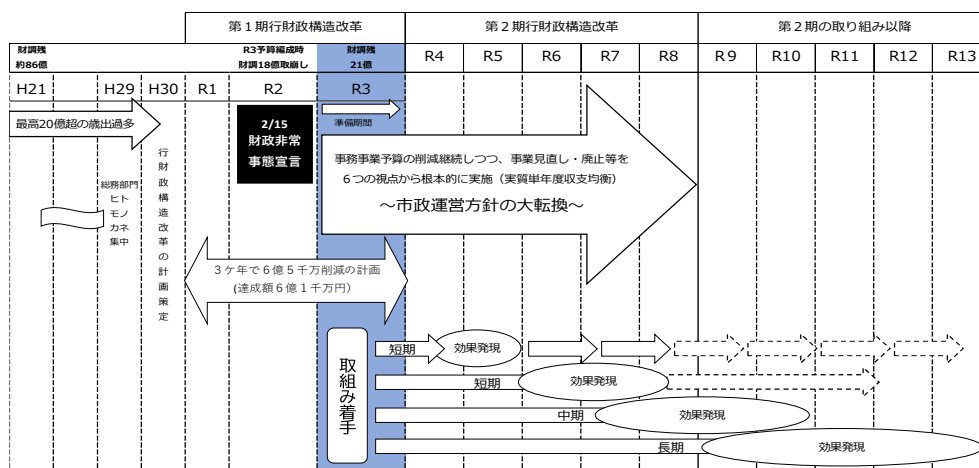 第１期行財政構造改革
第２期行財政構造改革
第２期の取り組み以降
財調残
約86億
R3予算編成時
財調18億取崩し
財調残
21億
R4
R5
R6
R7
R8
R９
R10
R11
R12
R13
H21
H29
H30
R1
R2
R3
最高20億超の歳出過多
2/15
財政非常
事態宣言
準備期間
事務事業予算の削減継続しつつ、事業見直し・廃止等を
６つの視点から根本的に実施（実質単年度収支均衡）
～市政運営方針の大転換～
総務部門
ヒト
モノ
カネ
集中
行財政構造改革の計画策定
３ケ年で６億５千万削減の計画
(達成額６億１千万円）
取組み着手
短期
効果発現
短期
効果発現
中期
効果発現
長期
効果発現